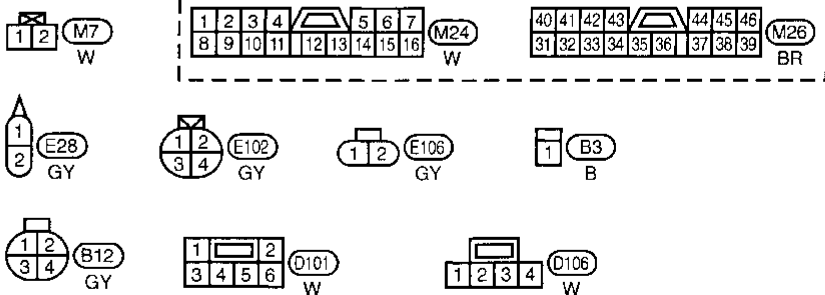 1 2 M7
W
1 2 3 4 5 6 7
8 9 10 11 12 13 14 15 16
M24
W
40 41 42 43 44 45 46
31 32 33 34 35 36 37 38 39
M26
BR
1
2
E28
GY
1 2
3 4
E102
GY
1 2 E106
GY
1 B3
B
1 2
3 4
B12
GY
1 2
3 4 5 6
D101
W
1 2 3 4
D106
W